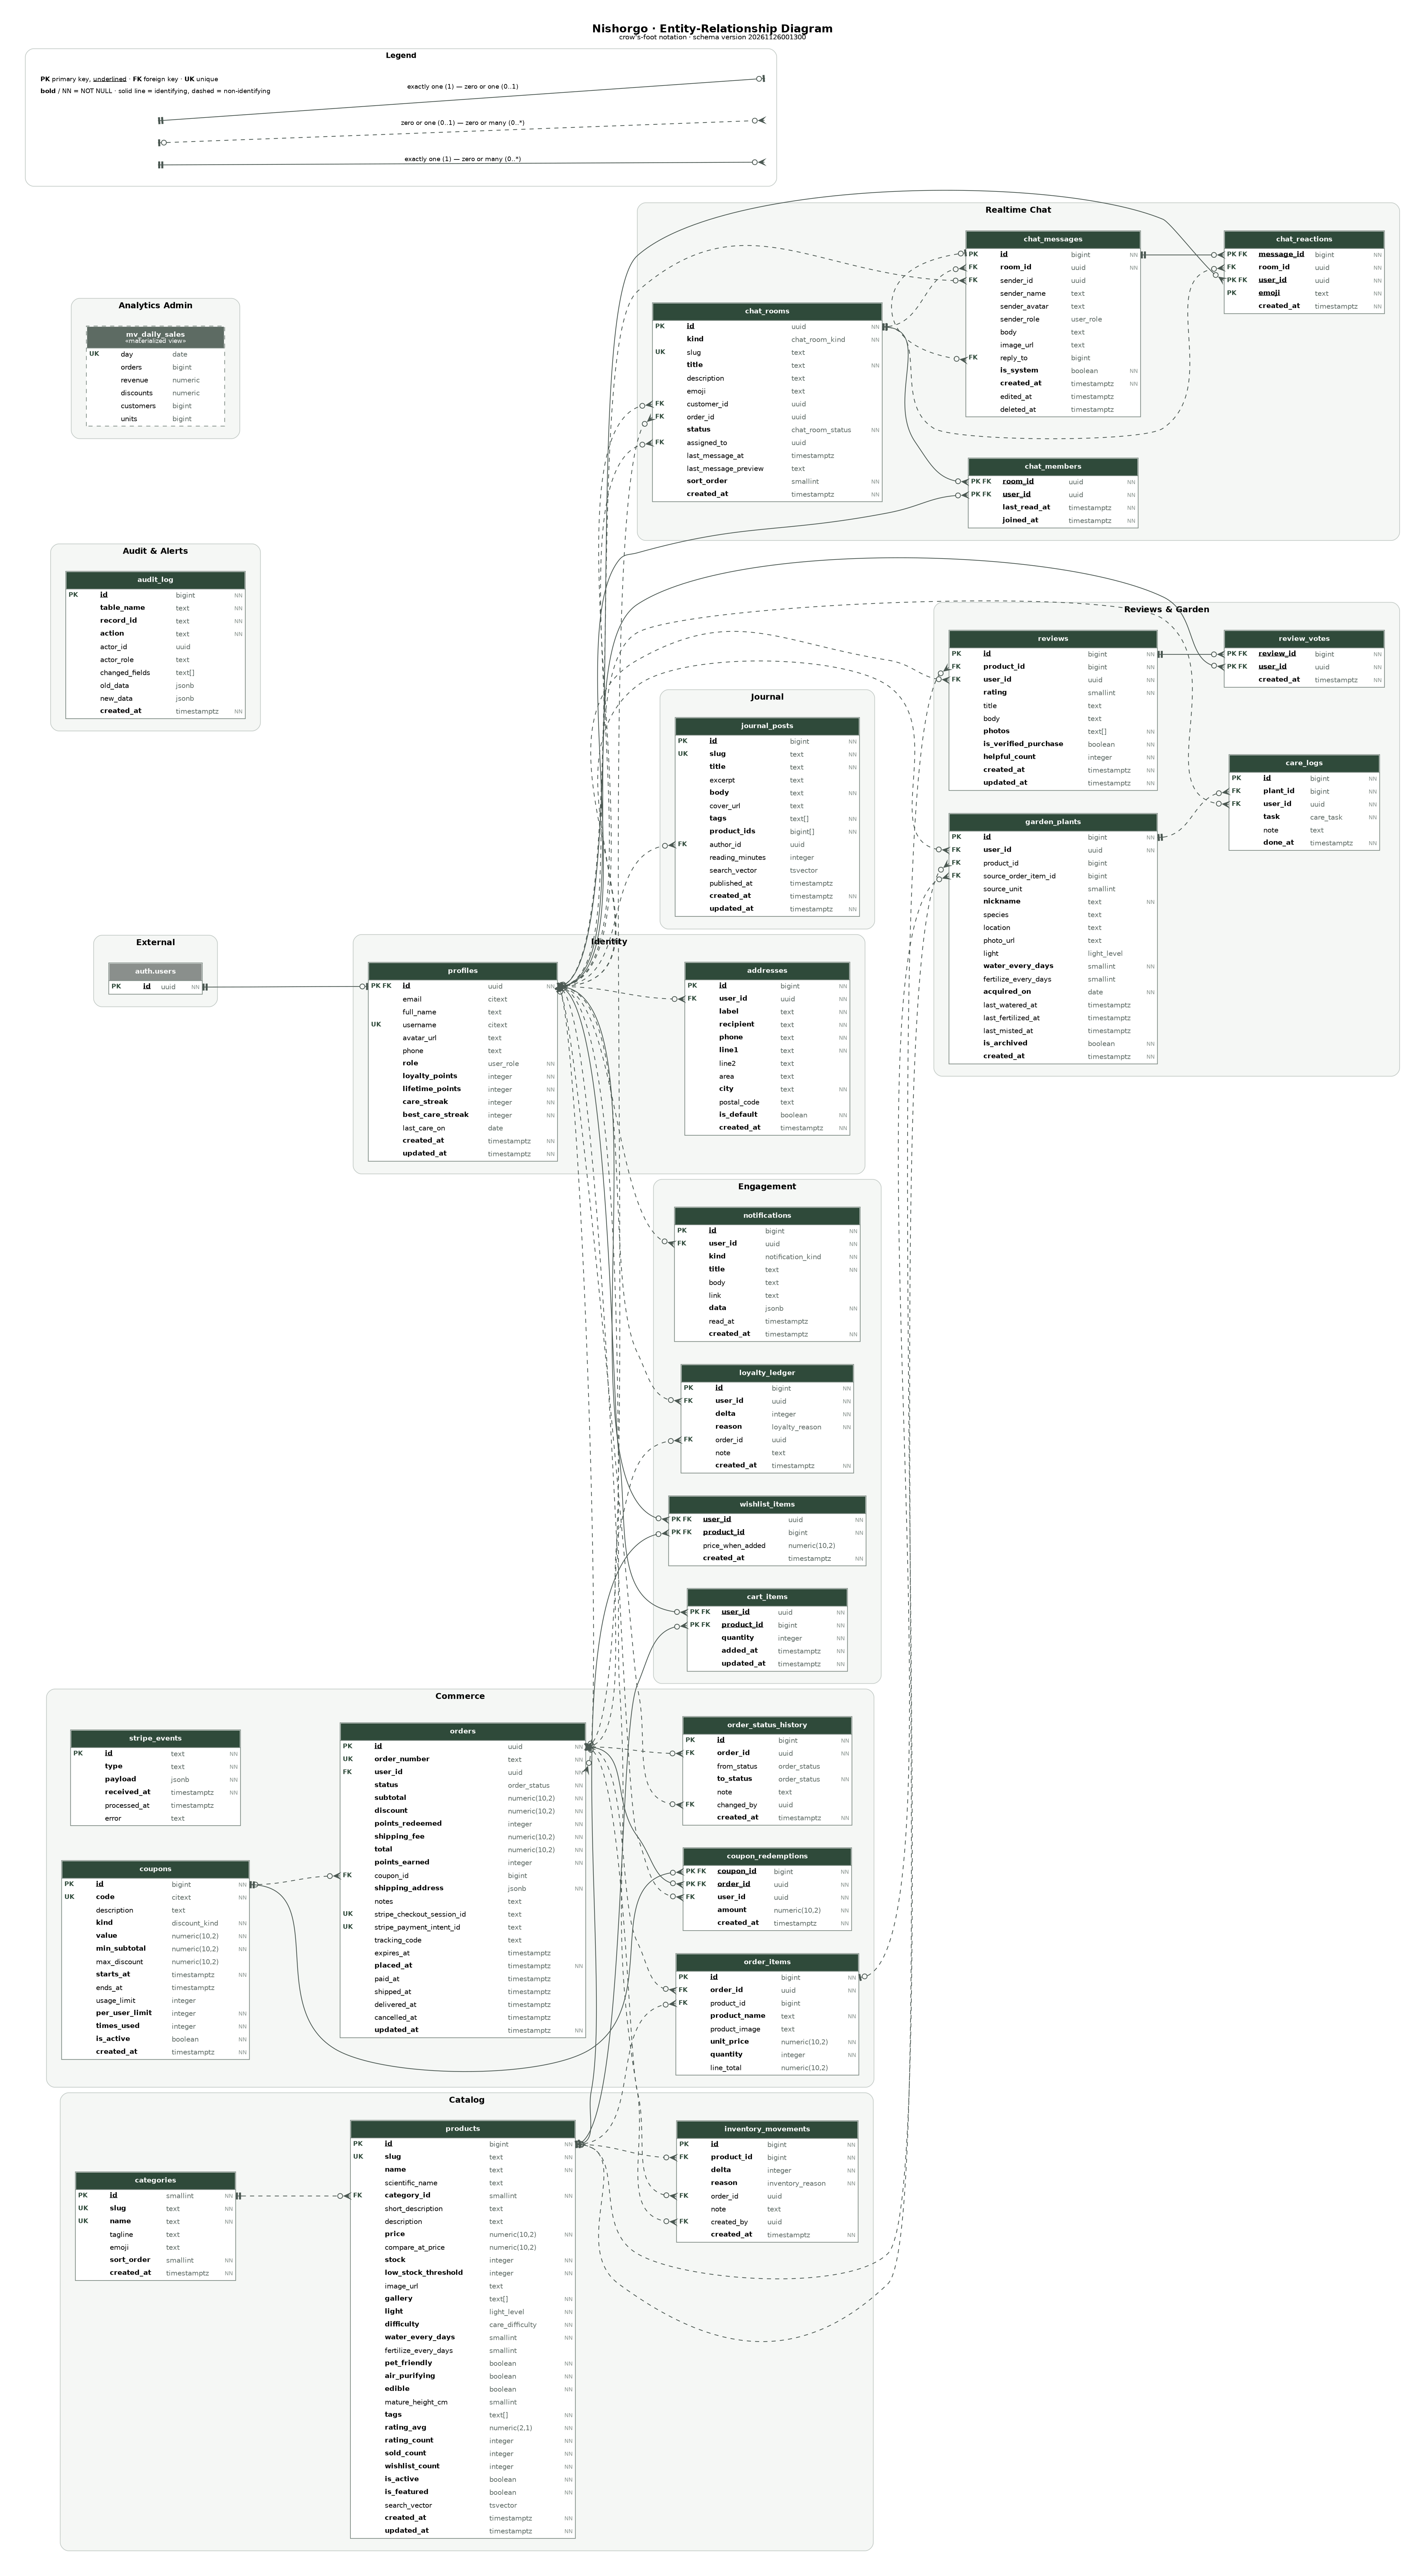 Nishorgo · Entity-Relationship Diagram
crow's-foot notation · schema version 20261126001300
Legend
PK primary key, underlined · FK foreign key · UK unique
bold / NN = NOT NULL · solid line = identifying, dashed = non-identifying
exactly one (1) — zero or one (0..1)
zero or one (0..1) — zero or many (0..*)
exactly one (1) — zero or many (0..*)
Realtime Chat
chat_messages
PK id bigint NN
FK room_id uuid NN
FK sender_id uuid
sender_name text
sender_avatar text
sender_role user_role
body text
image_url text
FK reply_to bigint
is_system boolean NN
created_at timestamptz NN
edited_at timestamptz
deleted_at timestamptz
chat_reactions
PK FK message_id bigint NN
FK room_id uuid NN
PK FK user_id uuid NN
PK emoji text NN
created_at timestamptz NN
chat_rooms
PK id uuid NN
kind chat_room_kind NN
UK slug text
title text NN
description text
emoji text
FK customer_id uuid
FK order_id uuid
status chat_room_status NN
FK assigned_to uuid
last_message_at timestamptz
last_message_preview text
sort_order smallint NN
created_at timestamptz NN
chat_members
PK FK room_id uuid NN
PK FK user_id uuid NN
last_read_at timestamptz NN
joined_at timestamptz NN
Analytics Admin
mv_daily_sales
«materialized view»
UK day date
orders bigint
revenue numeric
discounts numeric
customers bigint
units bigint
Audit & Alerts
audit_log
PK id bigint NN
table_name text NN
record_id text NN
action text NN
actor_id uuid
actor_role text
changed_fields text[]
old_data jsonb
new_data jsonb
created_at timestamptz NN
Reviews & Garden
reviews
PK id bigint NN
FK product_id bigint NN
FK user_id uuid NN
rating smallint NN
title text
body text
photos text[] NN
is_verified_purchase boolean NN
helpful_count integer NN
created_at timestamptz NN
updated_at timestamptz NN
review_votes
PK FK review_id bigint NN
PK FK user_id uuid NN
created_at timestamptz NN
care_logs
PK id bigint NN
FK plant_id bigint NN
FK user_id uuid NN
task care_task NN
note text
done_at timestamptz NN
garden_plants
PK id bigint NN
FK user_id uuid NN
FK product_id bigint
FK source_order_item_id bigint
source_unit smallint
nickname text NN
species text
location text
photo_url text
light light_level
water_every_days smallint NN
fertilize_every_days smallint
acquired_on date NN
last_watered_at timestamptz
last_fertilized_at timestamptz
last_misted_at timestamptz
is_archived boolean NN
created_at timestamptz NN
Journal
journal_posts
PK id bigint NN
UK slug text NN
title text NN
excerpt text
body text NN
cover_url text
tags text[] NN
product_ids bigint[] NN
FK author_id uuid
reading_minutes integer
search_vector tsvector
published_at timestamptz
created_at timestamptz NN
updated_at timestamptz NN
External
auth.users
PK id uuid NN
Identity
profiles
PK FK id uuid NN
email citext
full_name text
UK username citext
avatar_url text
phone text
role user_role NN
loyalty_points integer NN
lifetime_points integer NN
care_streak integer NN
best_care_streak integer NN
last_care_on date
created_at timestamptz NN
updated_at timestamptz NN
addresses
PK id bigint NN
FK user_id uuid NN
label text NN
recipient text NN
phone text NN
line1 text NN
line2 text
area text
city text NN
postal_code text
is_default boolean NN
created_at timestamptz NN
Engagement
notifications
PK id bigint NN
FK user_id uuid NN
kind notification_kind NN
title text NN
body text
link text
data jsonb NN
read_at timestamptz
created_at timestamptz NN
loyalty_ledger
PK id bigint NN
FK user_id uuid NN
delta integer NN
reason loyalty_reason NN
FK order_id uuid
note text
created_at timestamptz NN
wishlist_items
PK FK user_id uuid NN
PK FK product_id bigint NN
price_when_added numeric(10,2)
created_at timestamptz NN
cart_items
PK FK user_id uuid NN
PK FK product_id bigint NN
quantity integer NN
added_at timestamptz NN
updated_at timestamptz NN
Commerce
stripe_events
PK id text NN
type text NN
payload jsonb NN
received_at timestamptz NN
processed_at timestamptz
error text
coupons
PK id bigint NN
UK code citext NN
description text
kind discount_kind NN
value numeric(10,2) NN
min_subtotal numeric(10,2) NN
max_discount numeric(10,2)
starts_at timestamptz NN
ends_at timestamptz
usage_limit integer
per_user_limit integer NN
times_used integer NN
is_active boolean NN
created_at timestamptz NN
orders
PK id uuid NN
UK order_number text NN
FK user_id uuid NN
status order_status NN
subtotal numeric(10,2) NN
discount numeric(10,2) NN
points_redeemed integer NN
shipping_fee numeric(10,2) NN
total numeric(10,2) NN
points_earned integer NN
FK coupon_id bigint
shipping_address jsonb NN
notes text
UK stripe_checkout_session_id text
UK stripe_payment_intent_id text
tracking_code text
expires_at timestamptz
placed_at timestamptz NN
paid_at timestamptz
shipped_at timestamptz
delivered_at timestamptz
cancelled_at timestamptz
updated_at timestamptz NN
order_status_history
PK id bigint NN
FK order_id uuid NN
from_status order_status
to_status order_status NN
note text
FK changed_by uuid
created_at timestamptz NN
coupon_redemptions
PK FK coupon_id bigint NN
PK FK order_id uuid NN
FK user_id uuid NN
amount numeric(10,2) NN
created_at timestamptz NN
order_items
PK id bigint NN
FK order_id uuid NN
FK product_id bigint
product_name text NN
product_image text
unit_price numeric(10,2) NN
quantity integer NN
line_total numeric(10,2)
Catalog
categories
PK id smallint NN
UK slug text NN
UK name text NN
tagline text
emoji text
sort_order smallint NN
created_at timestamptz NN
products
PK id bigint NN
UK slug text NN
name text NN
scientific_name text
FK category_id smallint NN
short_description text
description text
price numeric(10,2) NN
compare_at_price numeric(10,2)
stock integer NN
low_stock_threshold integer NN
image_url text
gallery text[] NN
light light_level NN
difficulty care_difficulty NN
water_every_days smallint NN
fertilize_every_days smallint
pet_friendly boolean NN
air_purifying boolean NN
edible boolean NN
mature_height_cm smallint
tags text[] NN
rating_avg numeric(2,1) NN
rating_count integer NN
sold_count integer NN
wishlist_count integer NN
is_active boolean NN
is_featured boolean NN
search_vector tsvector
created_at timestamptz NN
updated_at timestamptz NN
inventory_movements
PK id bigint NN
FK product_id bigint NN
delta integer NN
reason inventory_reason NN
FK order_id uuid
note text
FK created_by uuid
created_at timestamptz NN